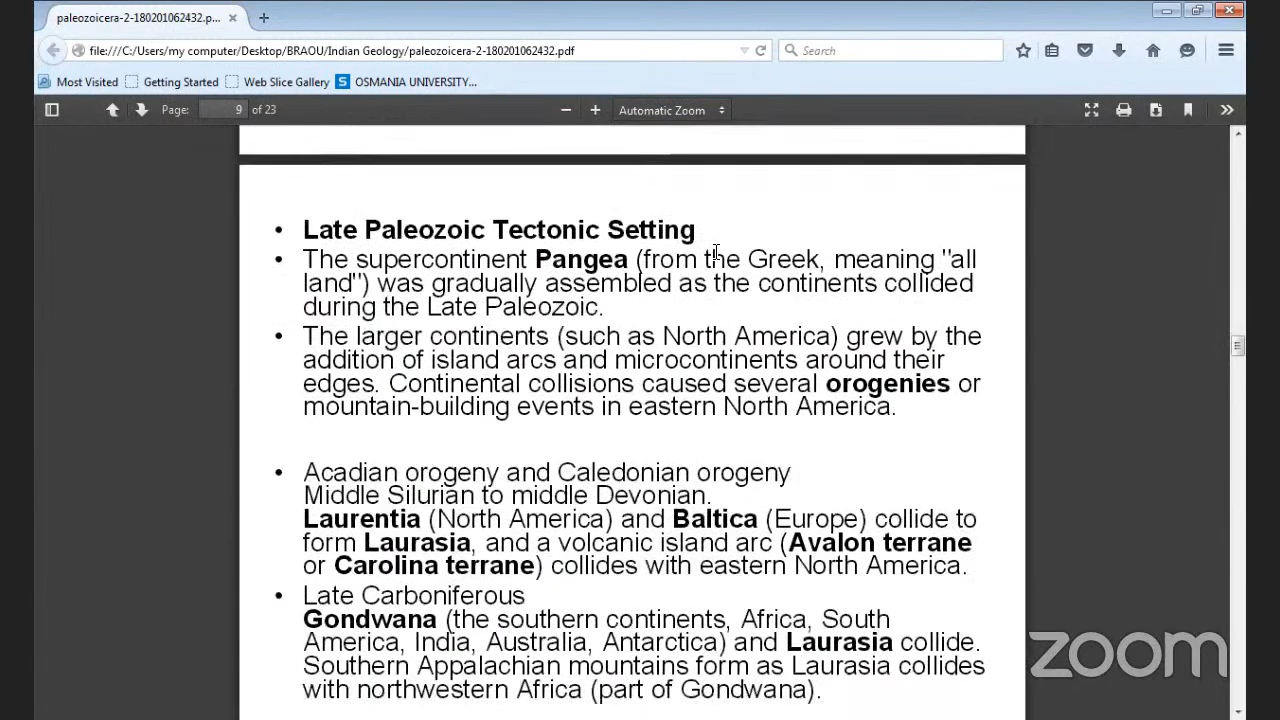 paleozoicera-2-180201062432.p...
file:///C:/Users/my computer/Desktop/BRAOU/Indian Geology/paleozoicera-2-180201062432.pdf
Search
Most Visited
Getting Started
Web Slice Gallery
S OSMANIA UNIVERSITY...
Page: 9 of 23
Automatic Zoom
• Late Paleozoic Tectonic Setting
• The supercontinent Pangea (from the Greek, meaning "all
land") was gradually assembled as the continents collided
during the Late Paleozoic.
• The larger continents (such as North America) grew by the
addition of island arcs and microcontinents around their
edges. Continental collisions caused several orogenies or
mountain-building events in eastern North America.
• Acadian orogeny and Caledonian orogeny
Middle Silurian to middle Devonian.
Laurentia (North America) and Baltica (Europe) collide to
form Laurasia, and a volcanic island arc (Avalon terrane
or Carolina terrane) collides with eastern North America.
• Late Carboniferous
Gondwana (the southern continents, Africa, South
America, India, Australia, Antarctica) and Laurasia collide.
Southern Appalachian mountains form as Laurasia collides
with northwestern Africa (part of Gondwana).
zoom